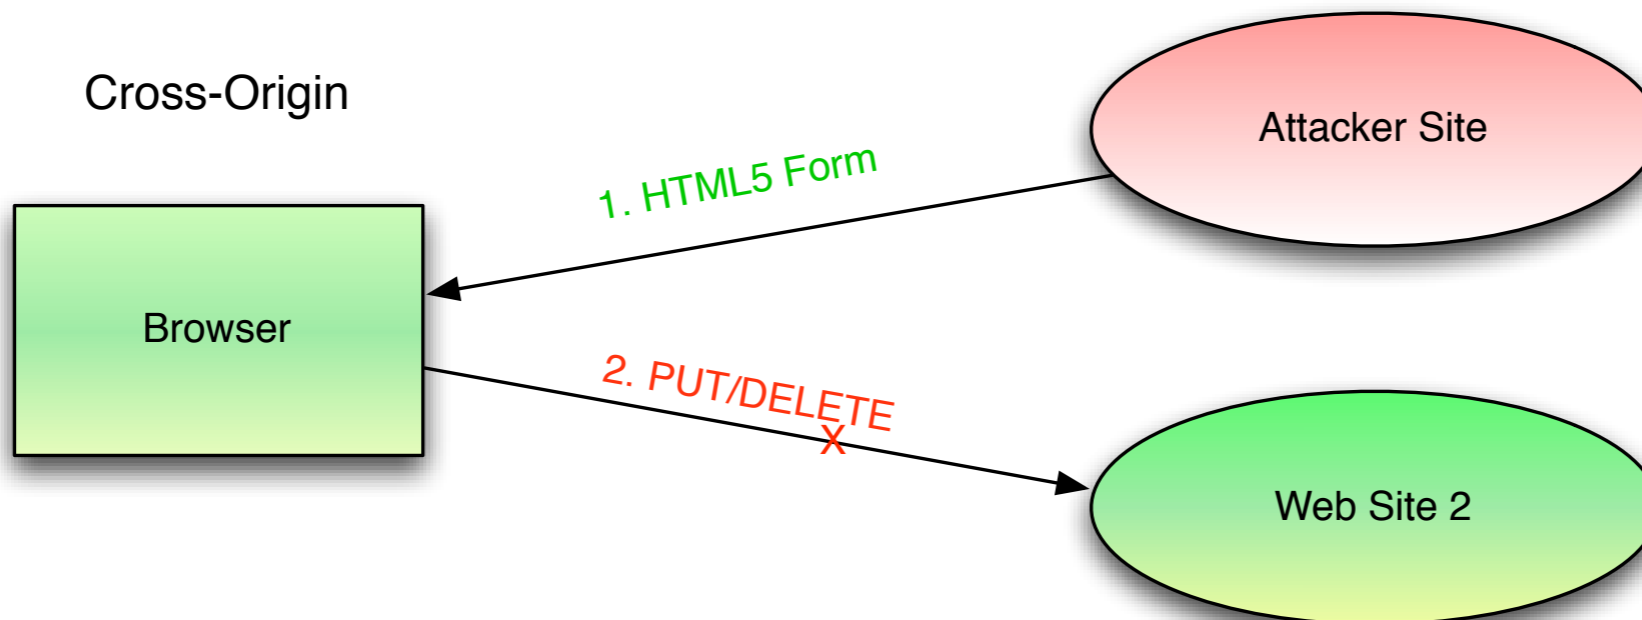 Cross-Origin
Attacker Site
1. HTML5 Form
Browser
2. PUT/DELETE
X
Web Site 2